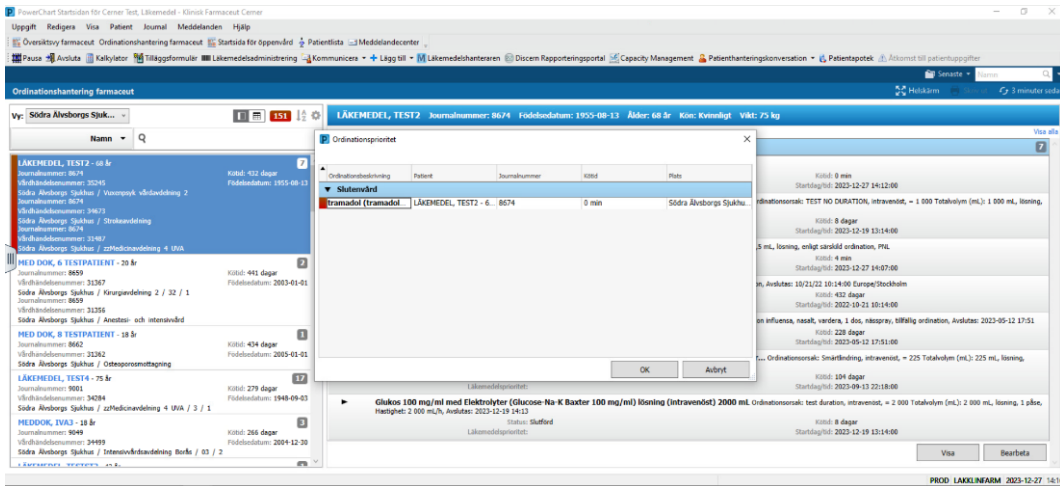 PowerChart Startsidan för Cerner Test, Läkemedel - Klinisk Farmaceut Cerner
Uppgift Redigera Visa Patient Journal Meddelanden Hjälp
Översiktsvy farmaceut Ordinationshantering farmaceut Startsida för öppenvård Patientlista Meddelandecenter
Pausa Avsluta Kalkylator Tilläggsformulär Läkemedelsadministrering Kommunicera Lägg till Läkemedelshanteraren Discern Rapporteringsportal Capacity Management Patienthanteringskonversation Patientapotek Åtkomst till patientuppgifter
Senaste Namn
Ordinationshantering farmaceut Helskärm Skriv ut 3 minuter seda
Vy: Södra Älvsborgs Sjuk... 151
Namn
LÄKEMEDEL, TEST2 Journalnummer: 8674 Födelsedatum: 1955-08-13 Ålder: 68 år Kön: Kvinnligt Vikt: 75 kg
Visa alla
7
LÄKEMEDEL, TEST2 - 68 år 7
Journalnummer: 8674 Kötid: 432 dagar
Vårdhändelsenummer: 35245 Födelsedatum: 1955-08-13
Södra Älvsborgs Sjukhus / Vuxenpsyk vårdavdelning 2
Journalnummer: 8674
Vårdhändelsenummer: 34673
Södra Älvsborgs Sjukhus / Strokeavdelning
Journalnummer: 8674
Vårdhändelsenummer: 31487
Södra Älvsborgs Sjukhus / zzMedicinavdelning 4 UVA
MED DOK, 6 TESTPATIENT - 20 år 2
Journalnummer: 8659 Kötid: 441 dagar
Vårdhändelsenummer: 31367 Födelsedatum: 2003-01-01
Södra Älvsborgs Sjukhus / Kirurgavdelning 2 / 32 / 1
Journalnummer: 8659
Vårdhändelsenummer: 31356
Södra Älvsborgs Sjukhus / Anestesi- och intensivvård
MED DOK, 8 TESTPATIENT - 18 år 1
Journalnummer: 8662 Kötid: 434 dagar
Vårdhändelsenummer: 31362 Födelsedatum: 2005-01-01
Södra Älvsborgs Sjukhus / Osteoporosmottagning
LÄKEMEDEL, TEST4 - 75 år 17
Journalnummer: 9001 Kötid: 279 dagar
Vårdhändelsenummer: 34284 Födelsedatum: 1948-09-03
Södra Älvsborgs Sjukhus / zzMedicinavdelning 4 UVA / 3 / 1
MEDDOK, IVA3 - 18 år 3
Journalnummer: 9049 Kötid: 266 dagar
Vårdhändelsenummer: 34499 Födelsedatum: 2004-12-30
Södra Älvsborgs Sjukhus / Intensivvårdsavdelning Borås / 03 / 2
Ordinationsprioritet
Ordinationsbeskrivning Patient Journalnummer Kötid Plats
Slutenvård
tramadol (tramadol... LÄKEMEDEL, TEST2 - 6... 8674 0 min Södra Älvsborgs Sjukhu...
OK Avbryt
Kötid: 0 min
Startdag/tid: 2023-12-27 14:12:00
rdinationsorsak: TEST NO DURATION, intravenöst, = 1 000 Totalvolym (mL): 1 000 mL, lösning,
Kötid: 8 dagar
Startdag/tid: 2023-12-19 13:14:00
,5 mL, lösning, enligt särskild ordination, PNL
Kötid: 4 min
Startdag/tid: 2023-12-27 14:07:00
on, Avslutas: 10/21/22 10:14:00 Europe/Stockholm
Kötid: 432 dagar
Startdag/tid: 2022-10-21 10:14:00
on influensa, nasalt, vardera, 1 dos, nässpray, tillfällig ordination, Avslutas: 2023-05-12 17:51
Kötid: 228 dagar
Startdag/tid: 2023-05-12 17:51:00
... Ordinationsorsak: Smärtlindring, intravenöst, = 225 Totalvolym (mL): 225 mL, lösning,
Kötid: 104 dagar
Läkemedelsprioritet: Startdag/tid: 2023-09-13 22:18:00
Glukos 100 mg/ml med Elektrolyter (Glucose-Na-K Baxter 100 mg/ml) lösning (intravenöst) 2000 mL Ordinationsorsak: test duration, intravenöst, = 2 000 Totalvolym (mL): 2 000 mL, lösning, 1 påse,
Hastighet: 2 000 mL/h, Avslutas: 2023-12-19 14:13
Status: Slutförd Kötid: 8 dagar
Läkemedelsprioritet: Startdag/tid: 2023-12-19 13:14:00
Visa Bearbeta
PROD LAKKLINFARM 2023-12-27 14:1